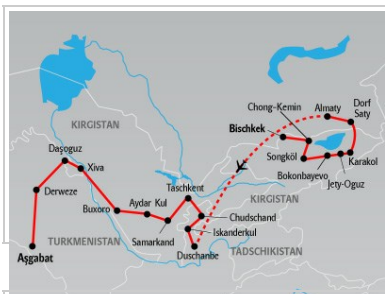 Chong-Kemin
Almaty
Dorf
Saty
KIRGISTAN
Bischkek
Daşoguz
Songköl
Karakol
Xiva
Bokonbayevo
Taschkent
Jety-Oguz
Derweze
Aydar Kul
KIRGISTAN
Buxoro
Chudschand
Samarkand
Iskanderkul
TURKMENISTAN
Duschanbe
TADSCHIKISTAN
Aşgabat